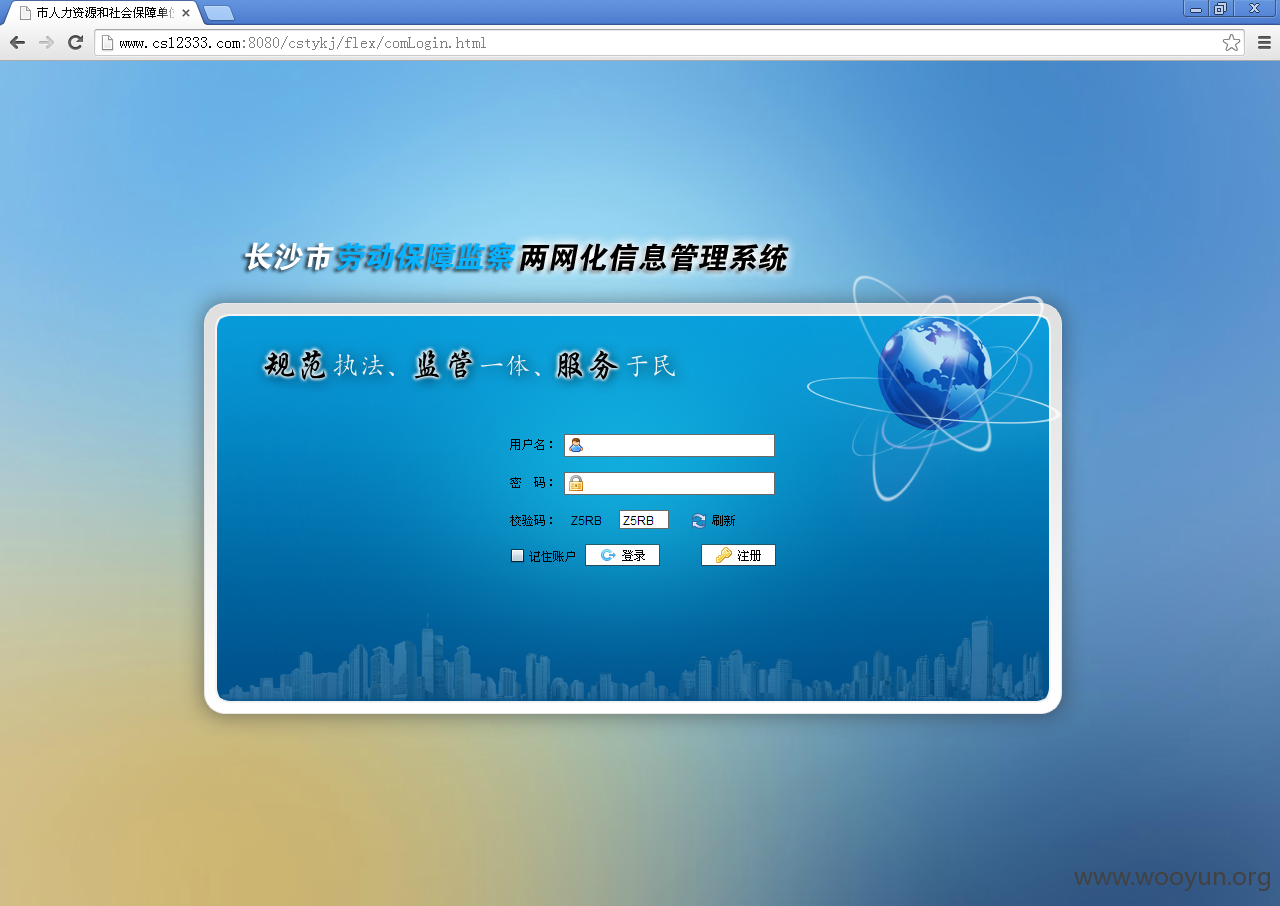 市人力资源和社会保障单
www.cs12333.com:8080/cstykj/flex/comLogin.html
长沙市劳动保障监察两网化信息管理系统
规范执法、监管一体、服务于民
用户名：
密 码：
校验码： Z5RB Z5RB 刷新
记住账户 登录 注册
www.wooyun.org